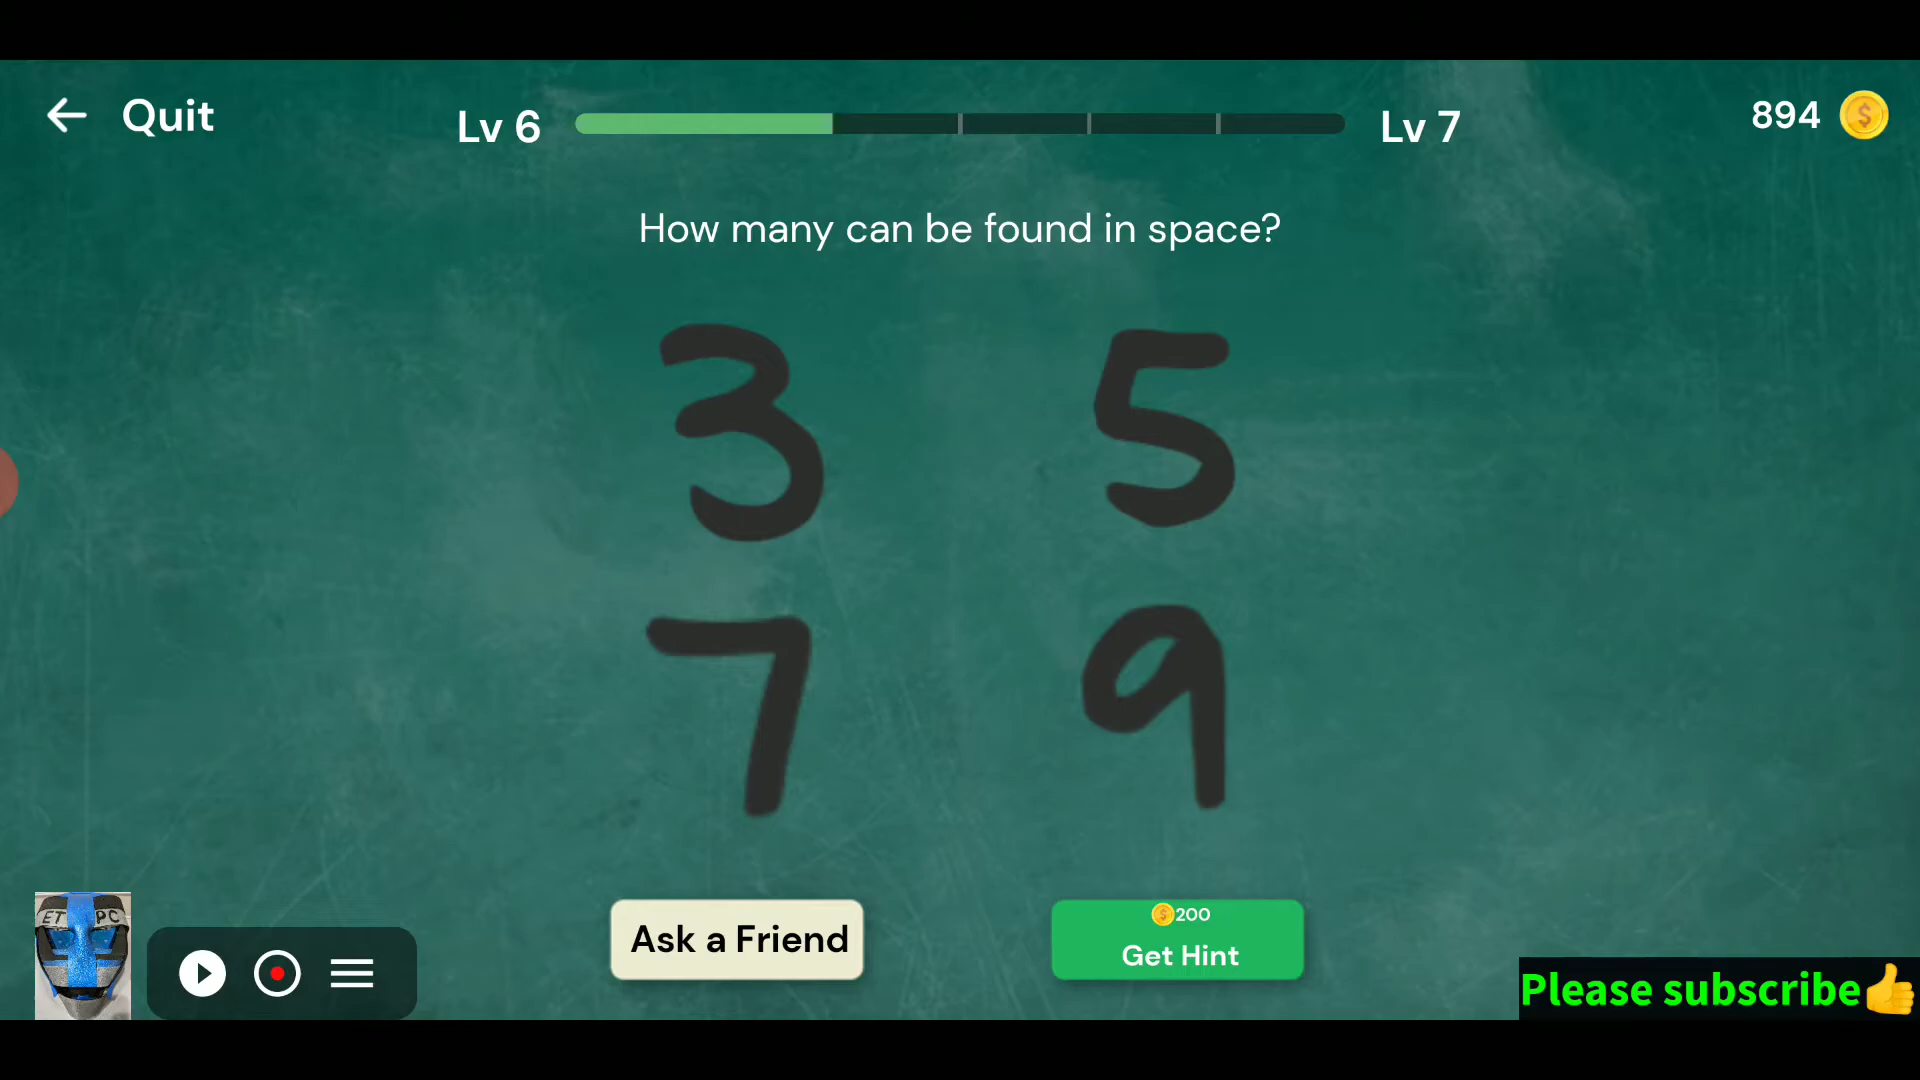 Quit
Lv 6
Lv 7
894
How many can be found in space?
3 5
7 9
Ask a Friend
200
Get Hint
ET PC
Please subscribe👍